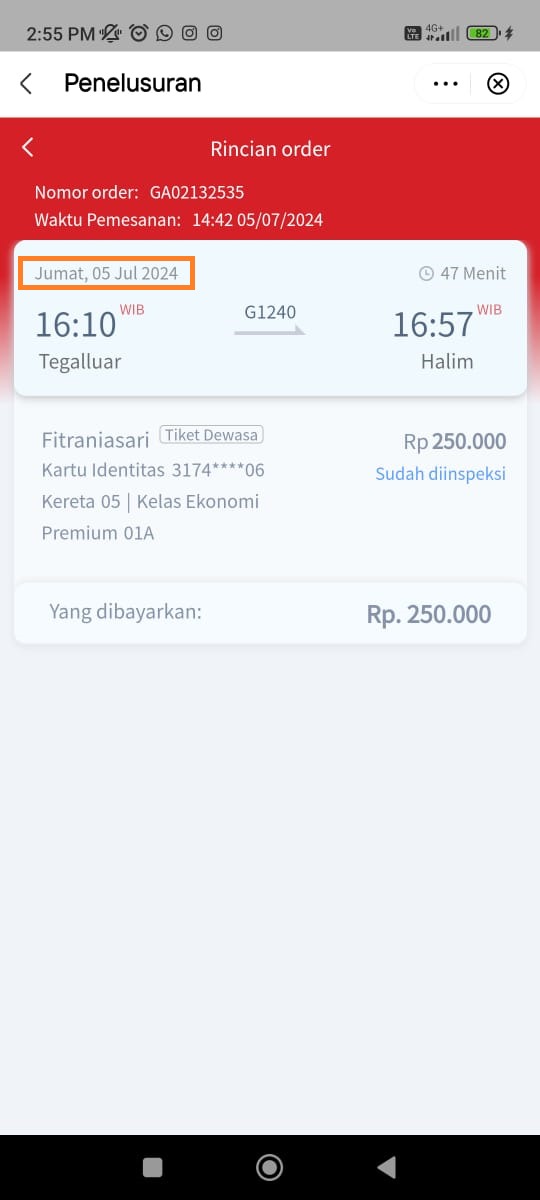 2:55 PM
Vo LTE 4G+ 82
Penelusuran
Rincian order
Nomor order: GA02132535
Waktu Pemesanan: 14:42 05/07/2024
Jumat, 05 Jul 2024 47 Menit
16:10 WIB G1240 16:57 WIB
Tegalluar Halim
Fitraniasari Tiket Dewasa Rp 250.000
Kartu Identitas 3174****06 Sudah diinspeksi
Kereta 05 | Kelas Ekonomi
Premium 01A
Yang dibayarkan: Rp. 250.000